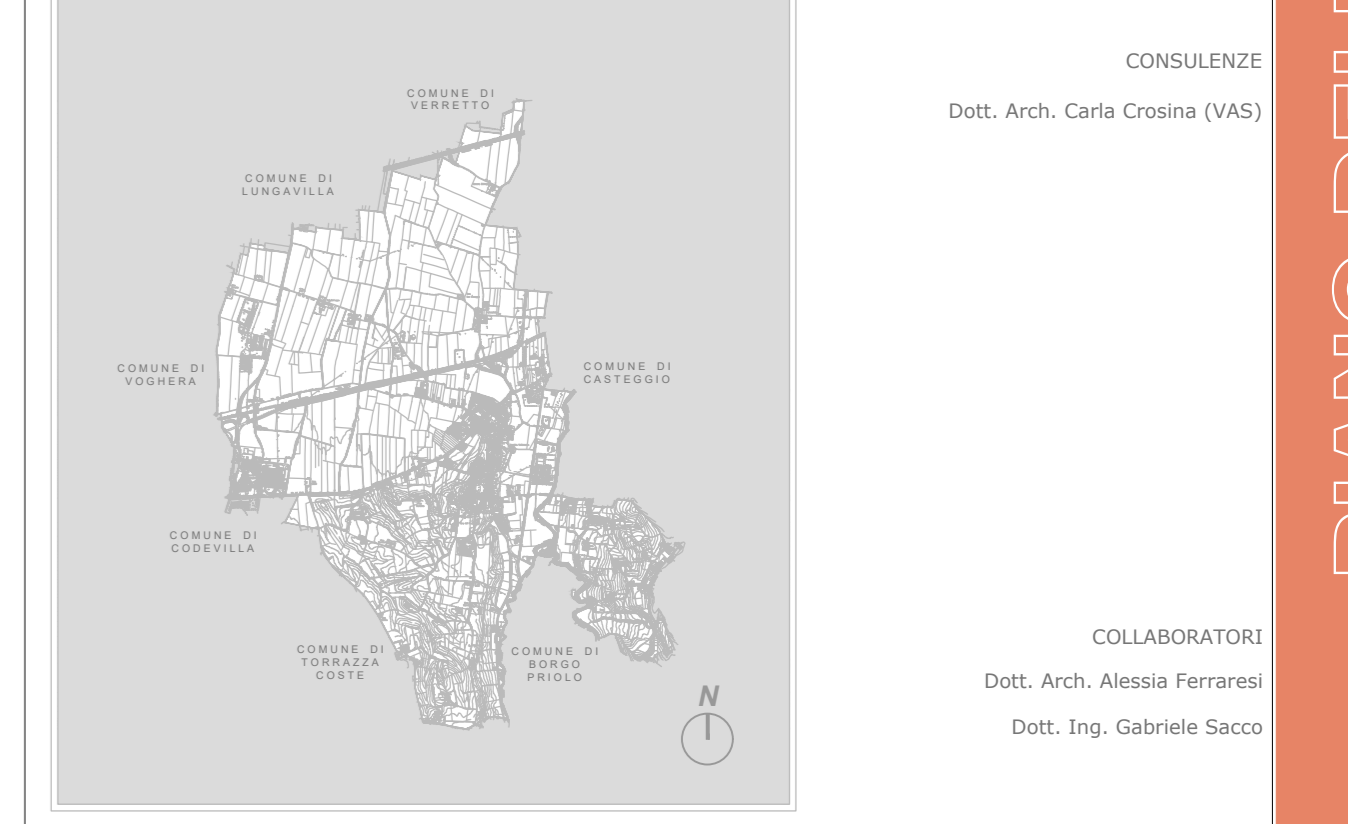 COMUNE DI
VERRETTO
COMUNE DI
LUNGAVILLA
COMUNE DI
VOGHERA
COMUNE DI
CASTEGGIO
COMUNE DI
CODEVILLA
COMUNE DI
TORRAZZA
COSTE
COMUNE DI
BORGO
PRIOLO
N
CONSULENZE
Dott. Arch. Carla Crosina (VAS)
COLLABORATORI
Dott. Arch. Alessia Ferraresi
Dott. Ing. Gabriele Sacco